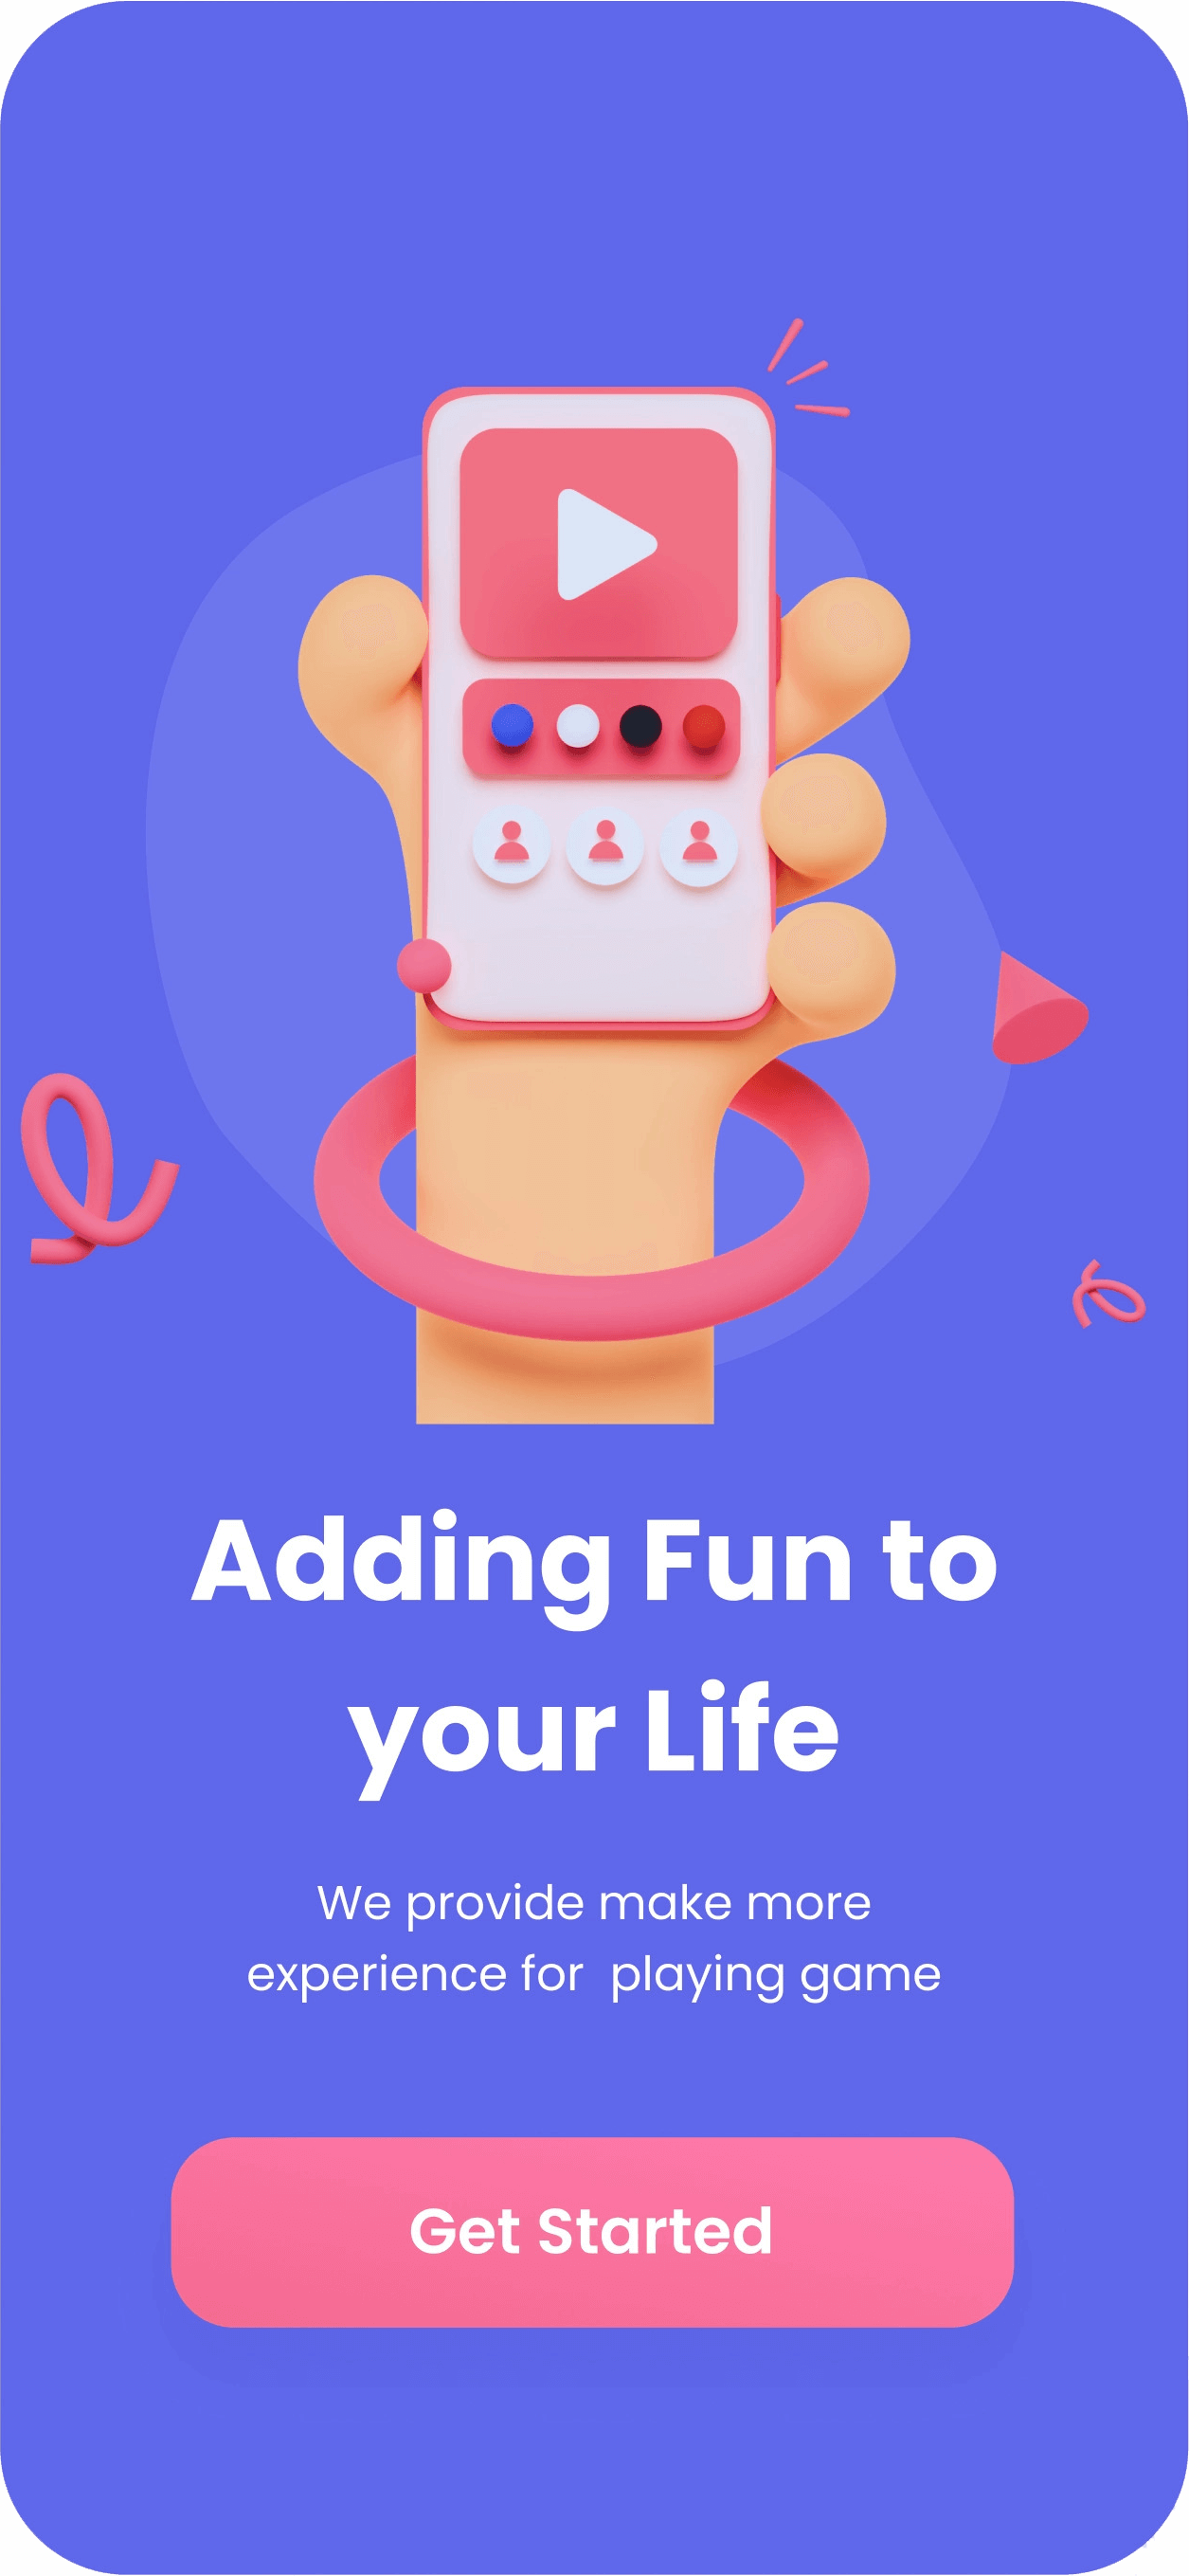 Adding Fun to
your Life
We provide make more
experience for  playing game
Get Started